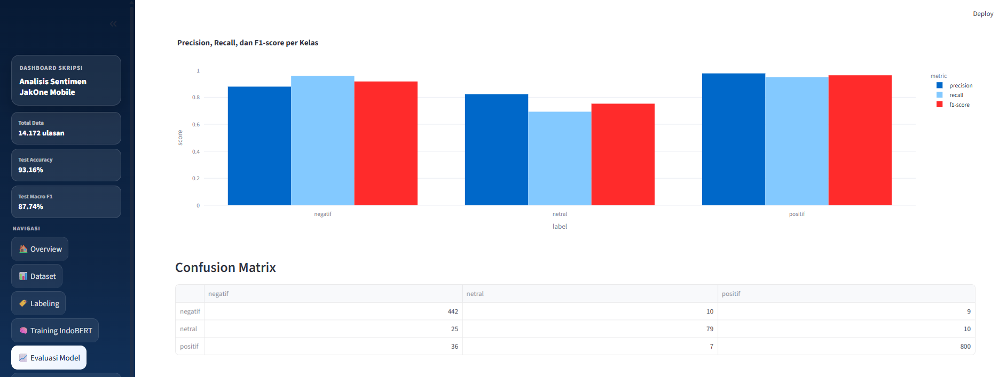 Deploy
DASHBOARD SKRIPSI
Analisis Sentimen
JakOne Mobile
Total Data
14.172 ulasan
Test Accuracy
93.16%
Test Macro F1
87.74%
NAVIGASI
Overview
Dataset
Labeling
Training IndoBERT
Evaluasi Model
Precision, Recall, dan F1-score per Kelas
1
0.8
0.6
0.4
0.2
0
score
negatif netral positif
label
metric
precision
recall
f1-score
Confusion Matrix
negatif netral positif
negatif 442 10 9
netral 25 79 10
positif 36 7 800